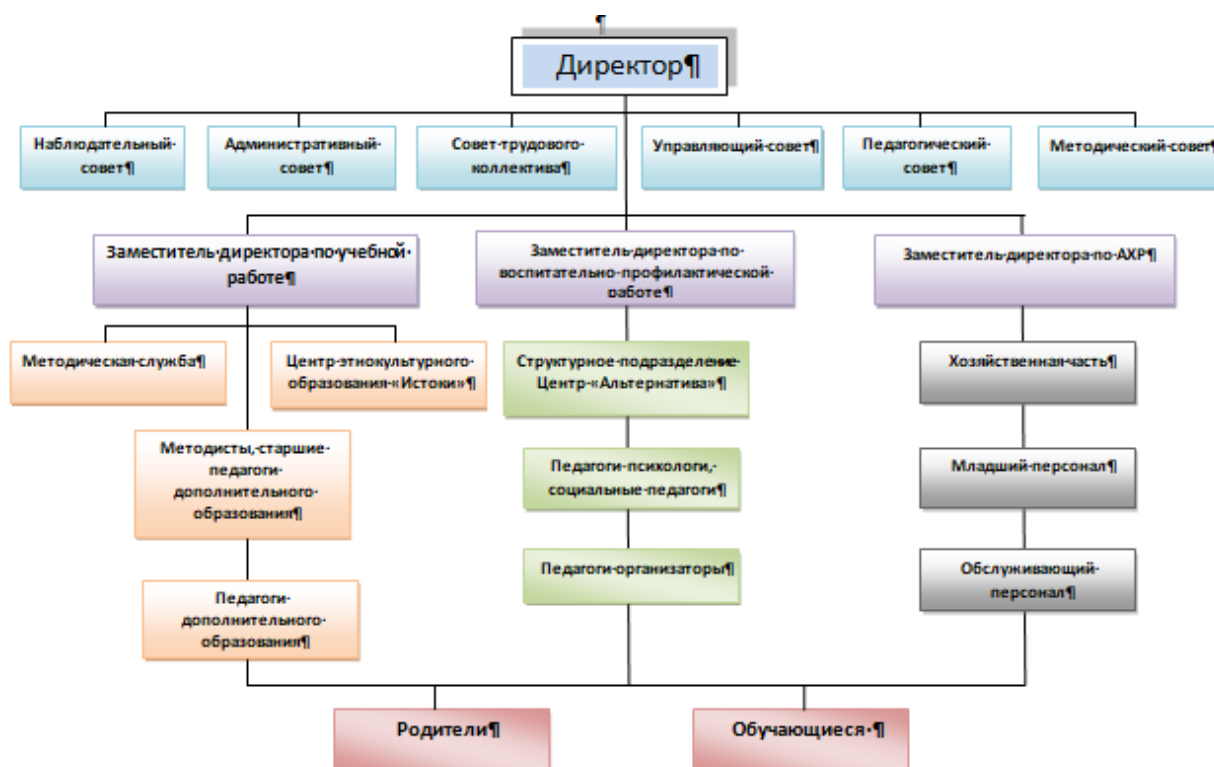 ¶
Директор¶
Наблюдательный·
совет¶
Административный·
совет¶
Совет·трудового·
коллектива¶
Управляющий·совет¶
Педагогический·
совет¶
Методический·совет¶
Заместитель·директора·по·учебной·
работе¶
Заместитель·директора·по·
воспитательно-профилактической·
работе¶
Заместитель·директора·по·АХР¶
Методическая·служба¶
Центр·этнокультурного·
образования·«Истоки»¶
Структурное·подразделение·
Центр·«Альтернатива»¶
Хозяйственная·часть¶
Методисты,·старшие·
педагоги·
дополнительного·
образования¶
Педагоги-психологи,·
социальные·педагоги¶
Младший·персонал¶
Педагоги·
дополнительного·
образования¶
Педагоги-организаторы¶
Обслуживающий·
персонал¶
Родители¶
Обучающиеся·¶